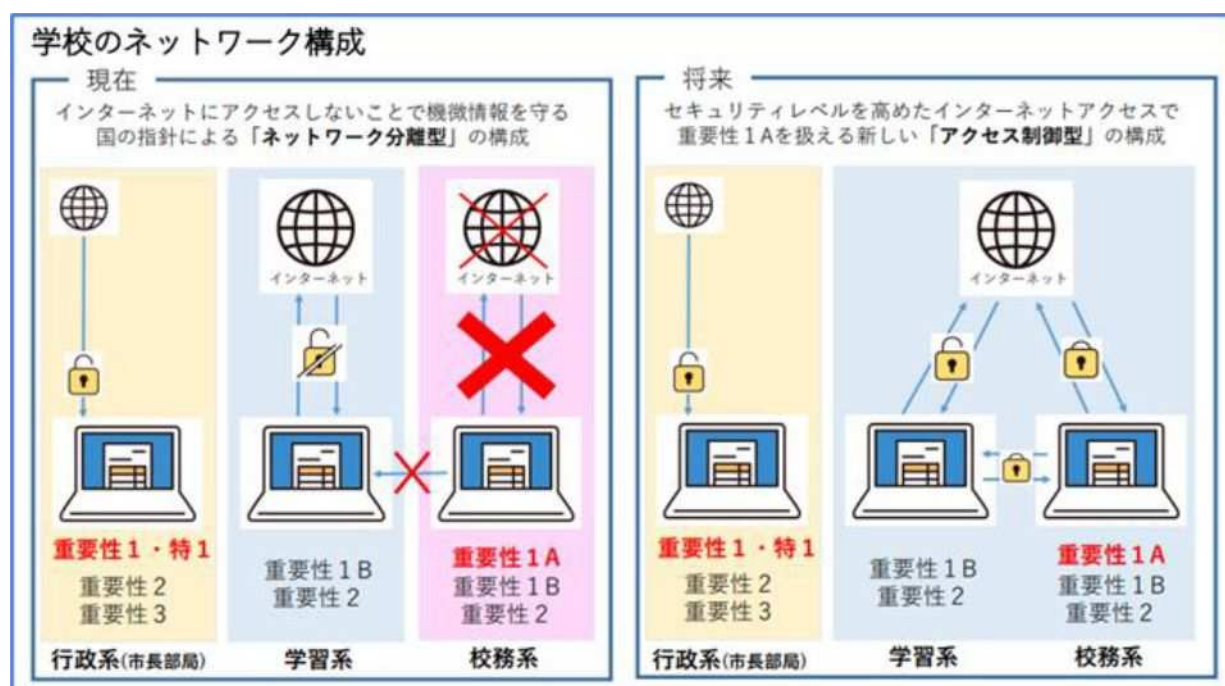 学校のネットワーク構成
現在
インターネットにアクセスしないことで機微情報を守る
国の指針による「ネットワーク分離型」の構成
インターネット
インターネット
重要性1・特1
重要性2
重要性3
行政系(市長部局)
重要性1B
重要性2
学習系
重要性1A
重要性1B
重要性2
校務系
将来
セキュリティレベルを高めたインターネットアクセスで
重要性1Aを扱える新しい「アクセス制御型」の構成
インターネット
重要性1・特1
重要性2
重要性3
行政系(市長部局)
重要性1B
重要性2
学習系
重要性1A
重要性1B
重要性2
校務系